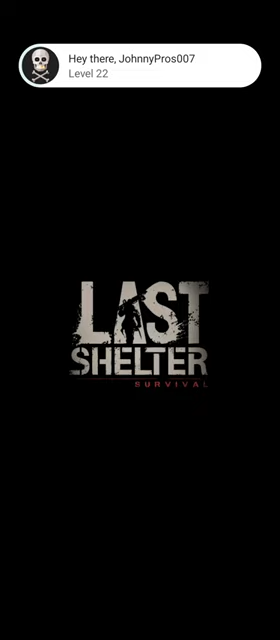 Hey there, JohnnyPros007
Level 22
LAST
SHELTER
SURVIVAL